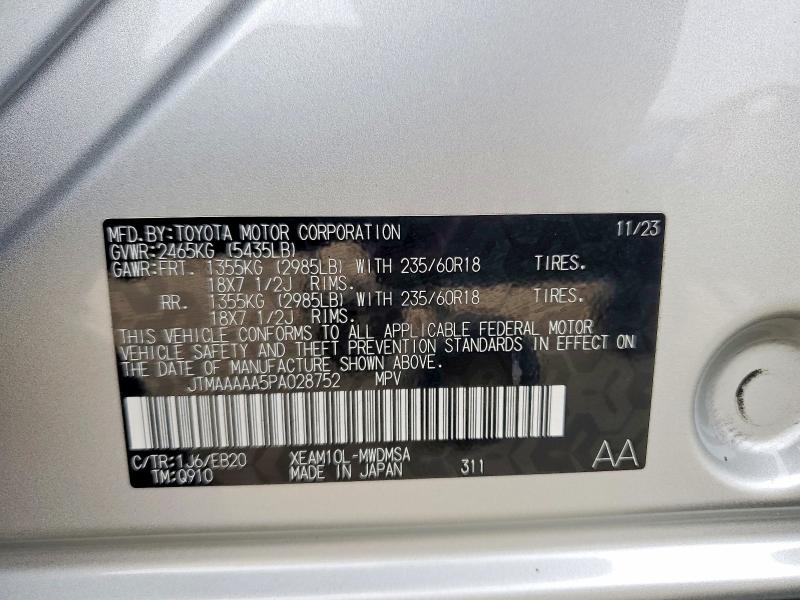 MFD.BY:TOYOTA MOTOR CORPORATION 11/23
GVWR:2465KG (5435LB)
GAWR:FRT. 1355KG (2985LB) WITH 235/60R18 TIRES.
18X7 1/2J RIMS.
RR. 1355KG (2985LB) WITH 235/60R18 TIRES.
18X7 1/2J RIMS.
THIS VEHICLE CONFORMS TO ALL APPLICABLE FEDERAL MOTOR
VEHICLE SAFETY AND THEFT PREVENTION STANDARDS IN EFFECT ON
THE DATE OF MANUFACTURE SHOWN ABOVE.
JTMAAAAA5PA028752 MPV
C/TR:1J6/EB20 XEAM10L-MWDMSA
TM:Q910 MADE IN JAPAN 311 AA